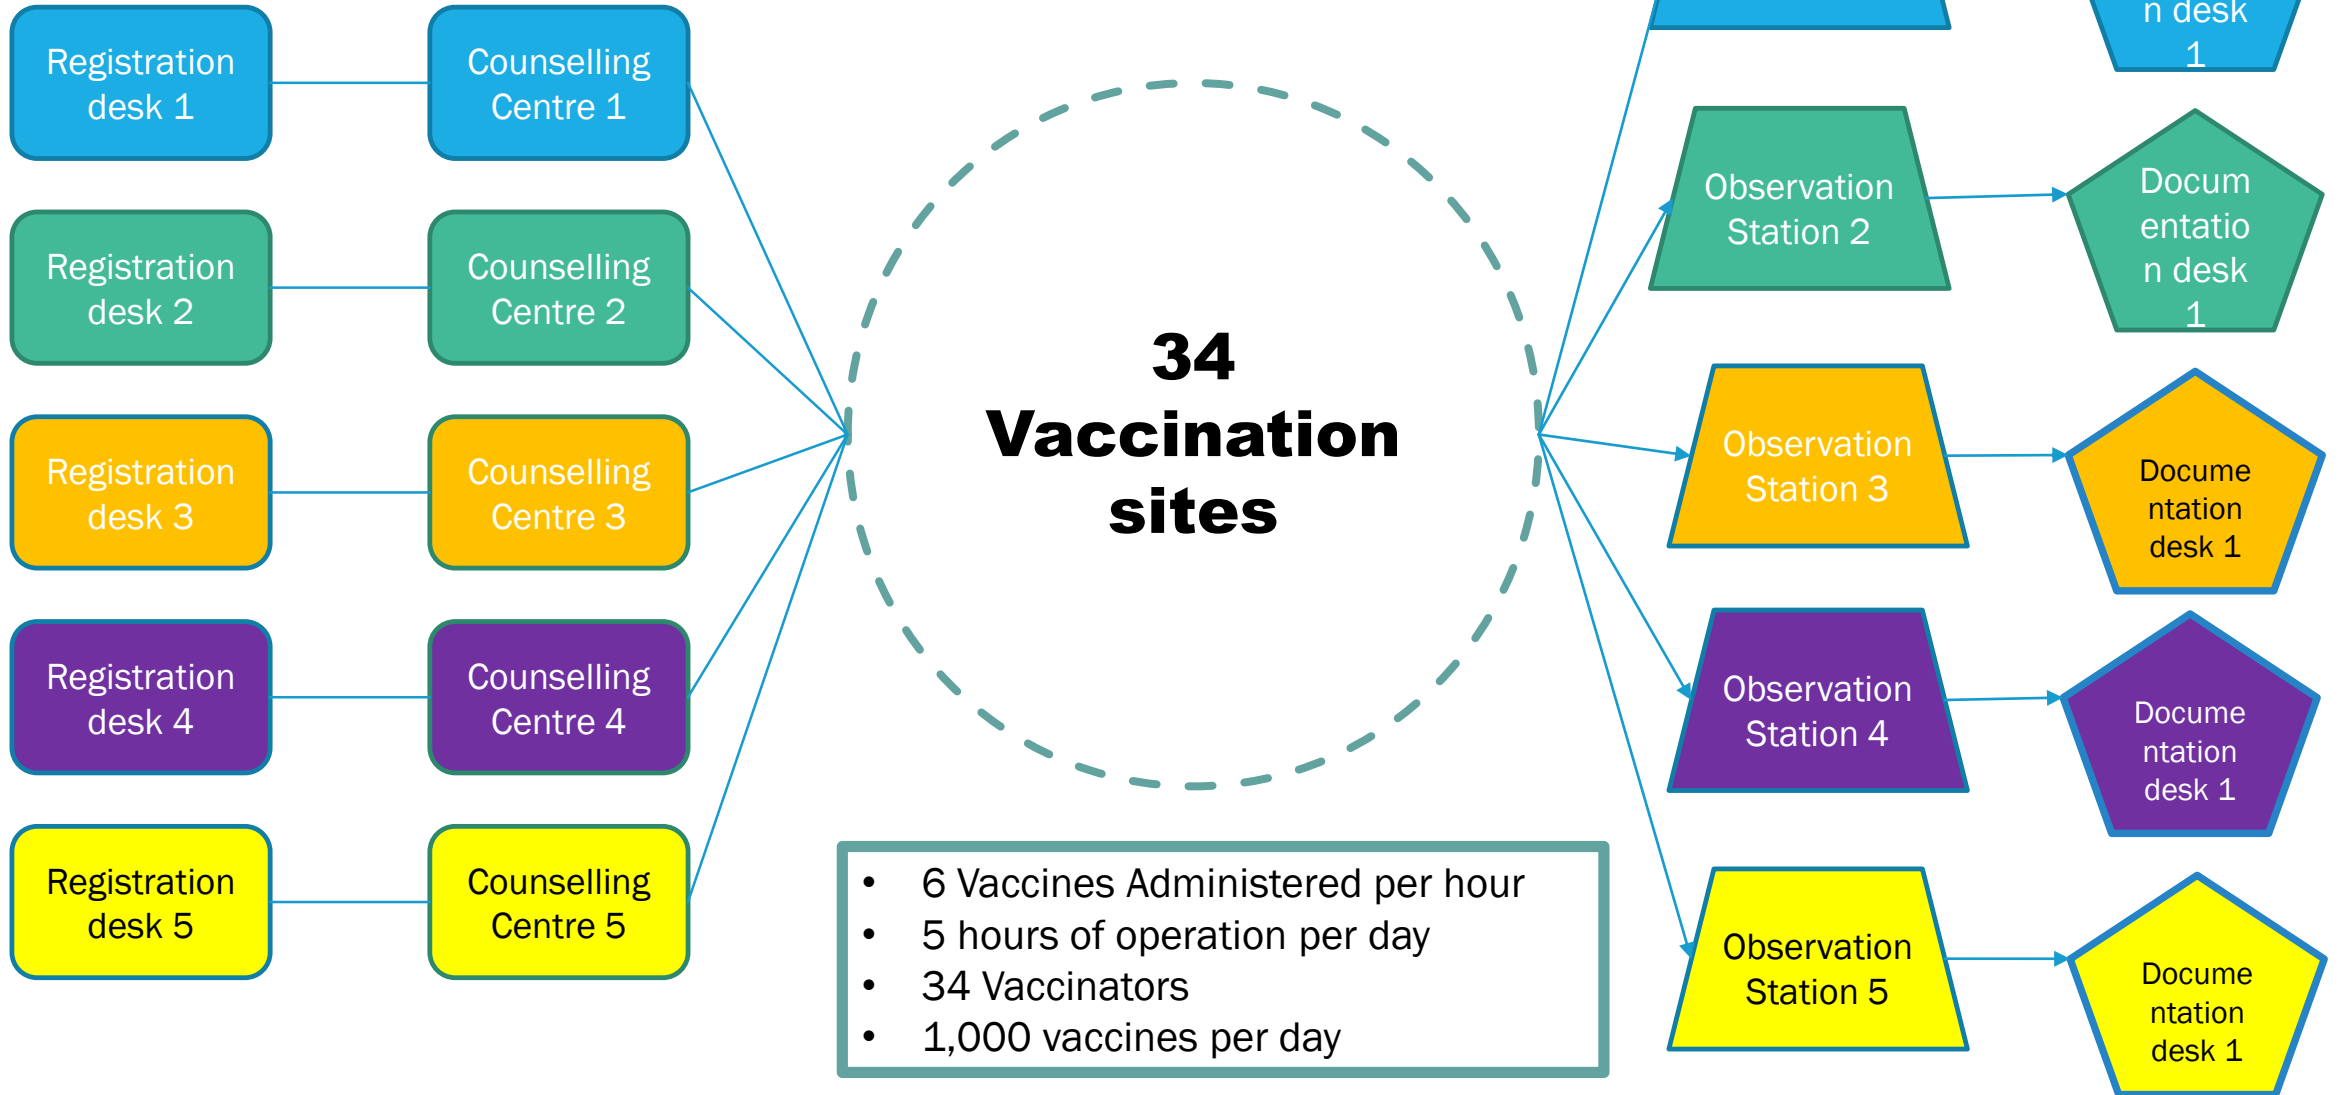 Registration
desk 1
Counselling
Centre 1
n desk
1
Registration
desk 2
Counselling
Centre 2
Observation
Station 2
Docum
entatio
n desk
1
Registration
desk 3
Counselling
Centre 3
34
Vaccination
sites
Observation
Station 3
Docume
ntation
desk 1
Registration
desk 4
Counselling
Centre 4
Observation
Station 4
Docume
ntation
desk 1
Registration
desk 5
Counselling
Centre 5
• 6 Vaccines Administered per hour
• 5 hours of operation per day
• 34 Vaccinators
• 1,000 vaccines per day
Observation
Station 5
Docume
ntation
desk 1